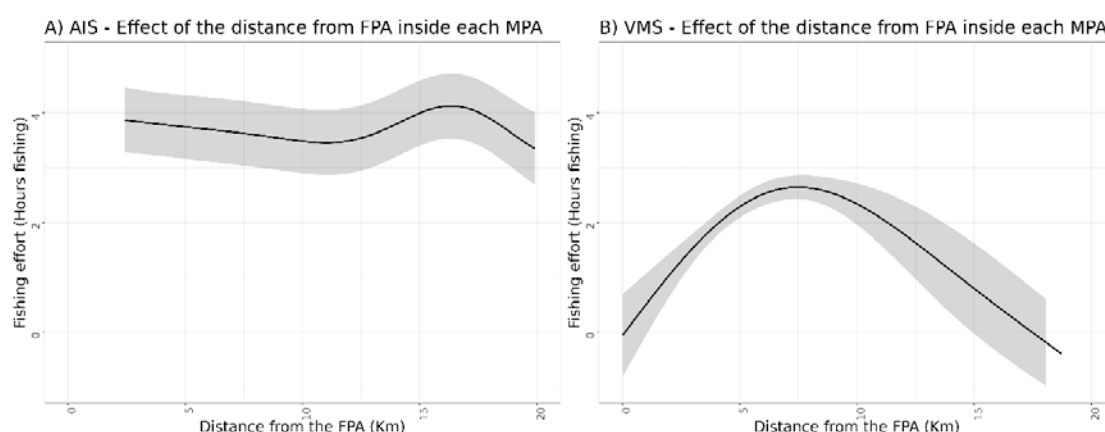 A) AIS - Effect of the distance from FPA inside each MPA
Fishing effort (Hours fishing)
4
2
0
0
5
10
15
20
Distance from the FPA (Km)
B) VMS - Effect of the distance from FPA inside each MPA
Fishing effort (Hours fishing)
4
2
0
0
5
10
15
20
Distance from the FPA (Km)